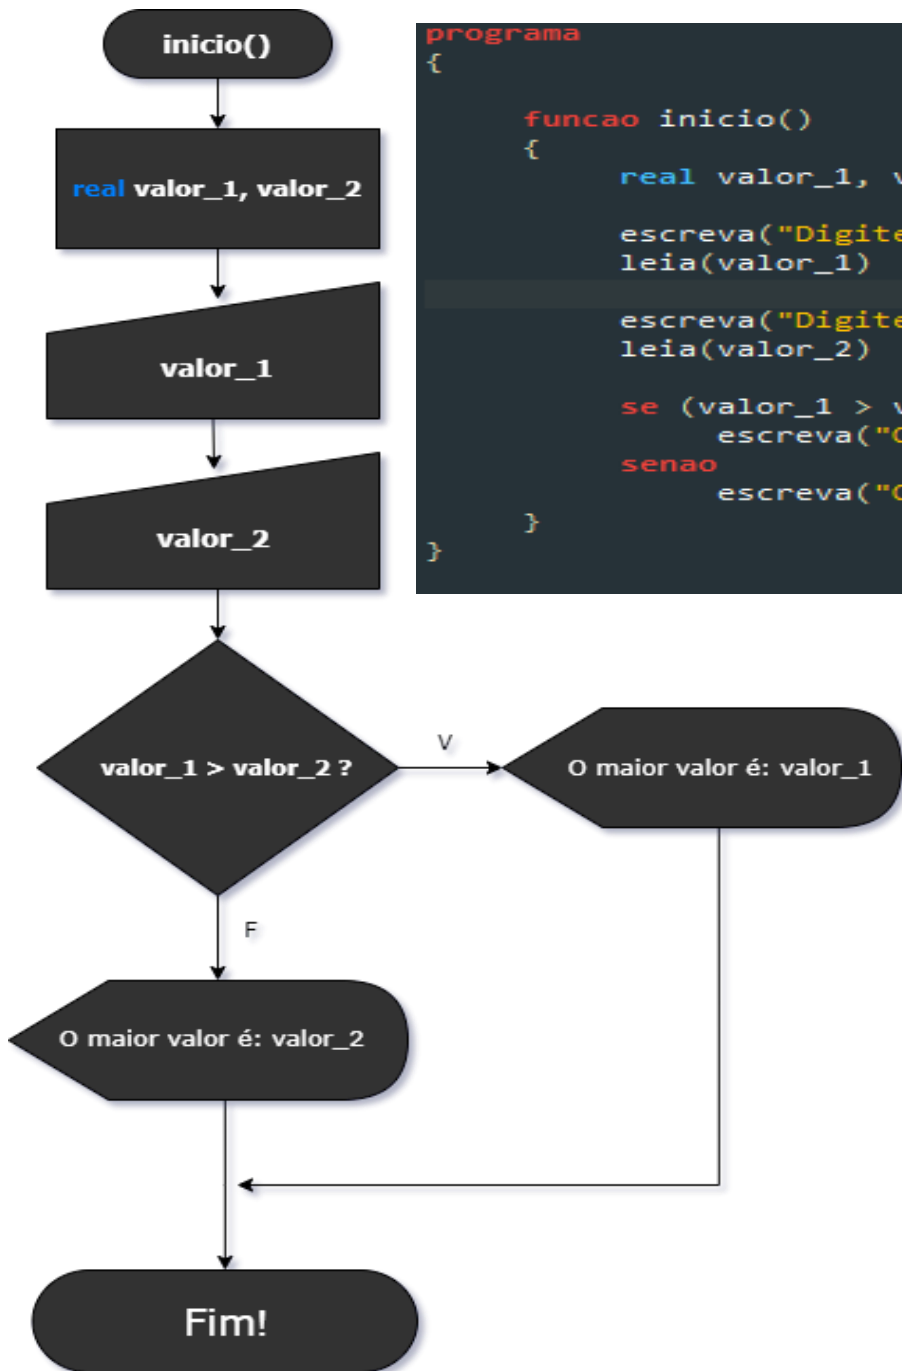 inicio()
real valor_1, valor_2
valor_1
valor_2
valor_1 > valor_2 ?
V
O maior valor é: valor_1
F
O maior valor é: valor_2
Fim!
programa
{
funcao inicio()
{
real valor_1, v
escreva("Digite
leia(valor_1)
escreva("Digite
leia(valor_2)
se (valor_1 > v
escreva("O
senao
escreva("O
}
}